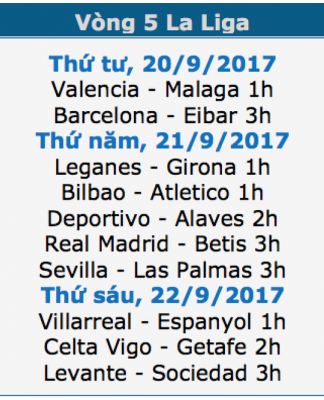 Vòng 5 La Liga
Thứ tư, 20/9/2017
Valencia - Malaga 1h
Barcelona - Eibar 3h
Thứ năm, 21/9/2017
Leganes - Girona 1h
Bilbao - Atletico 1h
Deportivo - Alaves 2h
Real Madrid - Betis 3h
Sevilla - Las Palmas 3h
Thứ sáu, 22/9/2017
Villarreal - Espanyol 1h
Celta Vigo - Getafe 2h
Levante - Sociedad 3h